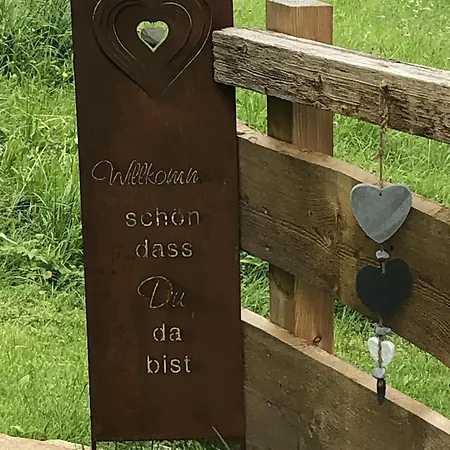 Willkomm
schön
dass
Du
da
bist